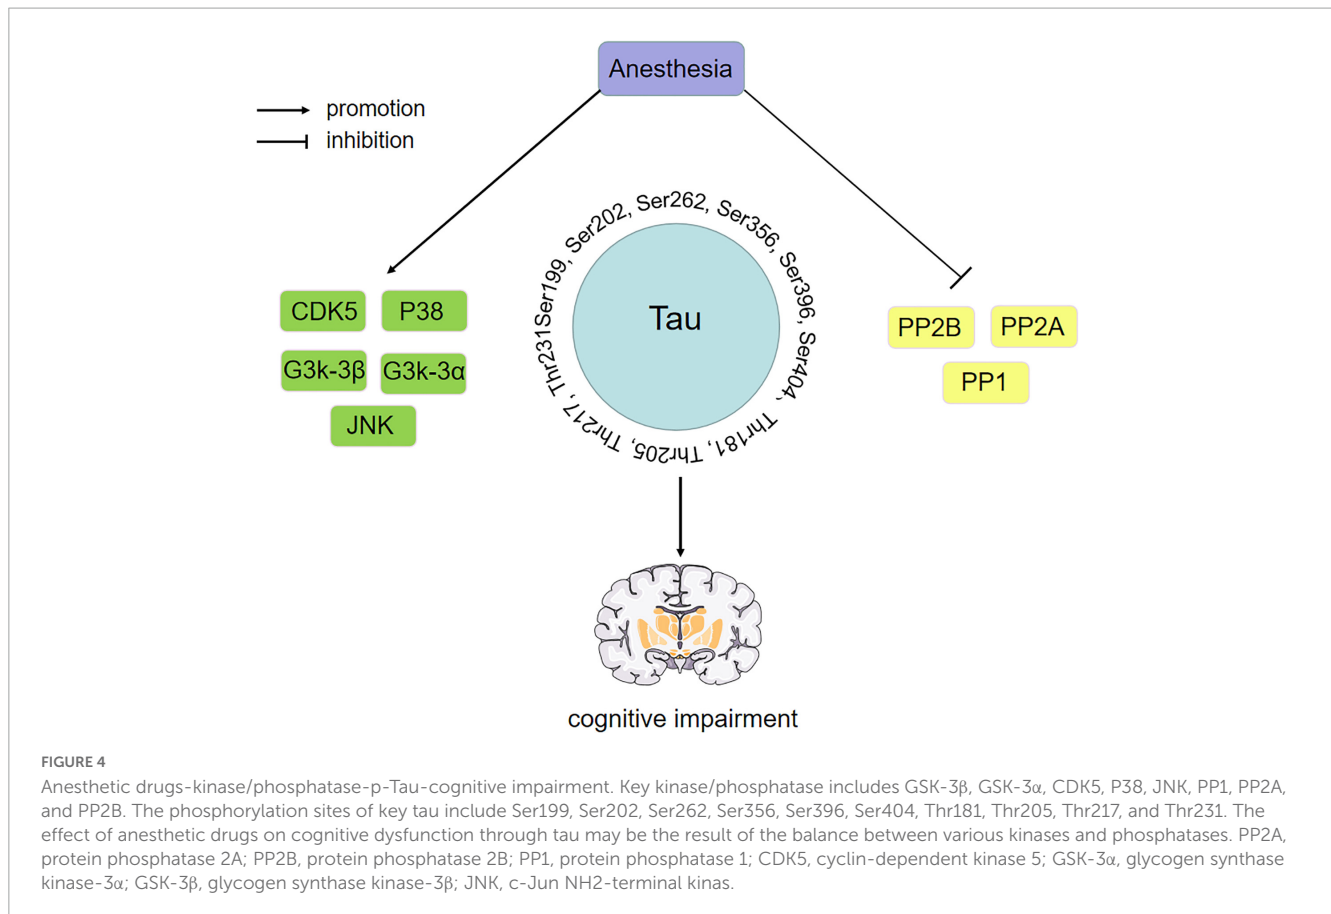 Anesthesia
promotion
inhibition
Ser199, Ser202, Ser262, Ser356, Ser396, Ser404、 Thr181, Thr205, Thr217, Thr231
Tau
CDK5 P38
G3k-3β G3k-3α
JNK
PP2B PP2A
PP1
cognitive impairment
FIGURE 4
Anesthetic drugs-kinase/phosphatase-p-Tau-cognitive impairment. Key kinase/phosphatase includes GSK-3β, GSK-3α, CDK5, P38, JNK, PP1, PP2A,
and PP2B. The phosphorylation sites of key tau include Ser199, Ser202, Ser262, Ser356, Ser396, Ser404, Thr181, Thr205, Thr217, and Thr231. The
effect of anesthetic drugs on cognitive dysfunction through tau may be the result of the balance between various kinases and phosphatases. PP2A,
protein phosphatase 2A; PP2B, protein phosphatase 2B; PP1, protein phosphatase 1; CDK5, cyclin-dependent kinase 5; GSK-3α, glycogen synthase
kinase-3α; GSK-3β, glycogen synthase kinase-3β; JNK, c-Jun NH2-terminal kinas.